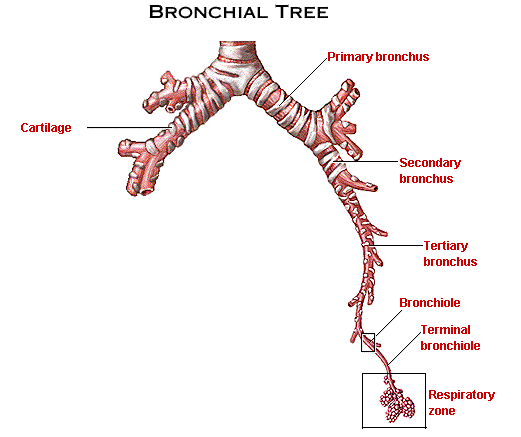 BRONCHIAL TREE
Primary bronchus
Cartilage
Secondary
bronchus
Tertiary
bronchus
Bronchiole
Terminal
bronchiole
Respiratory
zone